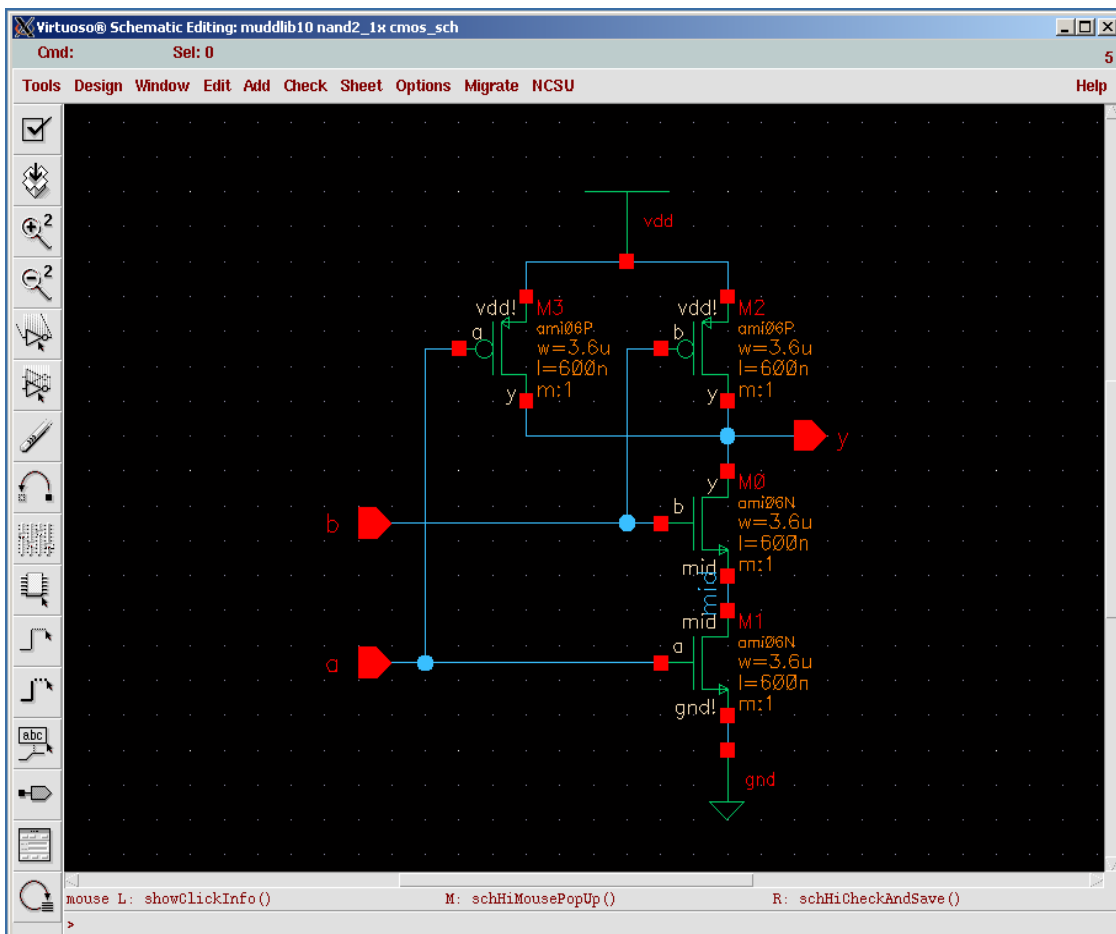 Virtuoso® Schematic Editing: muddlib10 nand2_1x cmos_sch
Cmd: Sel: 0
5
Tools Design Window Edit Add Check Sheet Options Migrate NCSU Help
2
2
abc
vdd
vdd! M3
a
ami06P
w=3.6u
l=600n
y m:1
vdd! M2
b
ami06P
w=3.6u
l=600n
y m:1
y
y M0
b
ami06N
w=3.6u
l=600n
mid m:1
b
mid
mid M1
a
ami06N
w=3.6u
l=600n
gnd! m:1
a
gnd
mouse L: showClickInfo() M: schHiMousePopUp() R: schHiCheckAndSave()
>